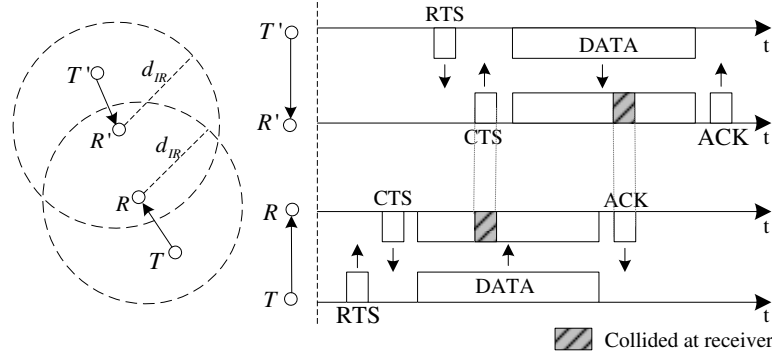 T'
d_IR
R'
d_IR
R
T
RTS
T'
t
DATA
R'
CTS
ACK
t
CTS
ACK
R
t
DATA
T
RTS
t
Collided at receiver